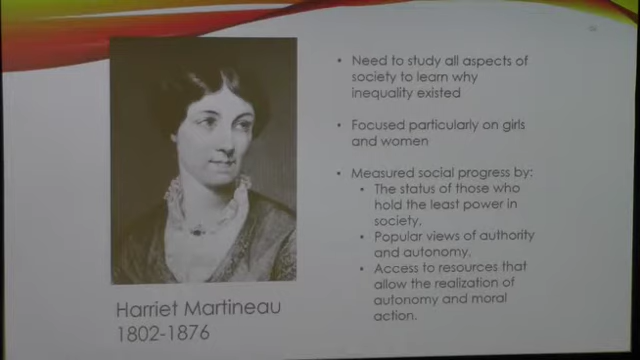 Need to study all aspects of
society to learn why
inequality existed
Focused particularly on girls
and women
Measured social progress by:
The status of those who
hold the least power in
society.
Popular views of authority
and autonomy.
Access to resources that
allow the realization of
autonomy and moral
action.
Harriet Martineau
1802-1876